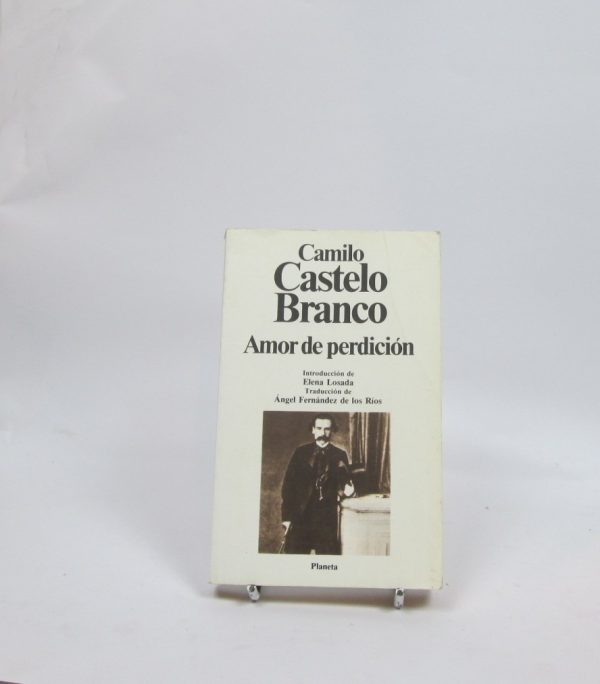 Camilo
Castelo
Branco
Amor de perdición
Introducción de
Elena Losada
Traducción de
Ángel Fernández de los Ríos
Planeta